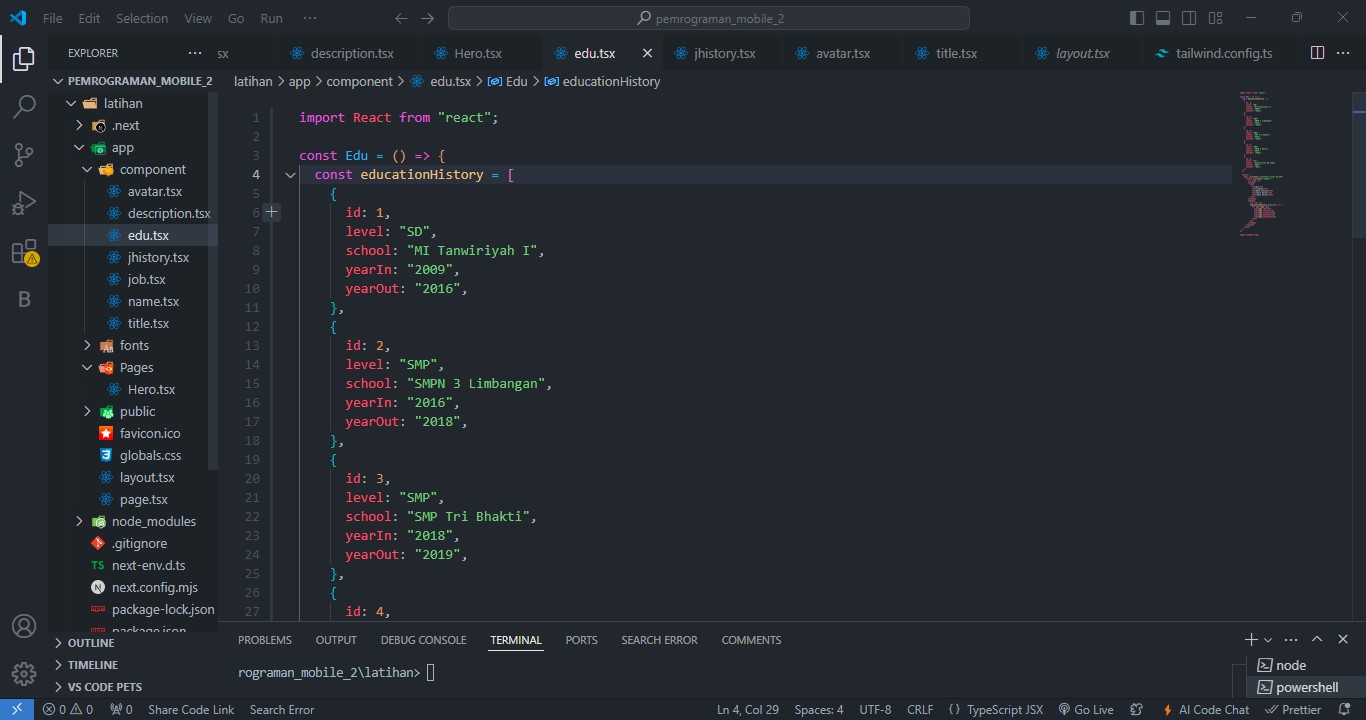 File Edit Selection View Go Run ··· pemrograman_mobile_2
EXPLORER ···
sx description.tsx Hero.tsx edu.tsx jhistory.tsx avatar.tsx title.tsx layout.tsx tailwind.config.ts ···
PEMROGRAMAN_MOBILE_2
latihan > app > component > edu.tsx > Edu > educationHistory
latihan
.next
app
component
avatar.tsx
description.tsx
edu.tsx
jhistory.tsx
job.tsx
name.tsx
title.tsx
fonts
Pages
Hero.tsx
public
favicon.ico
globals.css
layout.tsx
page.tsx
node_modules
.gitignore
TS next-env.d.ts
next.config.mjs
package-lock.json
package.json
OUTLINE
TIMELINE
VS CODE PETS
1 import React from "react";
2
3 const Edu = () => {
4 const educationHistory = [
5 {
6 id: 1,
7 level: "SD",
8 school: "MI Tanwiriyah I",
9 yearIn: "2009",
10 yearOut: "2016",
11 },
12 {
13 id: 2,
14 level: "SMP",
15 school: "SMPN 3 Limbangan",
16 yearIn: "2016",
17 yearOut: "2018",
18 },
19 {
20 id: 3,
21 level: "SMP",
22 school: "SMP Tri Bhakti",
23 yearIn: "2018",
24 yearOut: "2019",
25 },
26 {
27 id: 4,
PROBLEMS OUTPUT DEBUG CONSOLE TERMINAL PORTS SEARCH ERROR COMMENTS
rograman_mobile_2\latihan>
node
powershell
0 0 0 Share Code Link Search Error Ln 4, Col 29 Spaces: 4 UTF-8 CRLF {} TypeScript JSX Go Live AI Code Chat Prettier